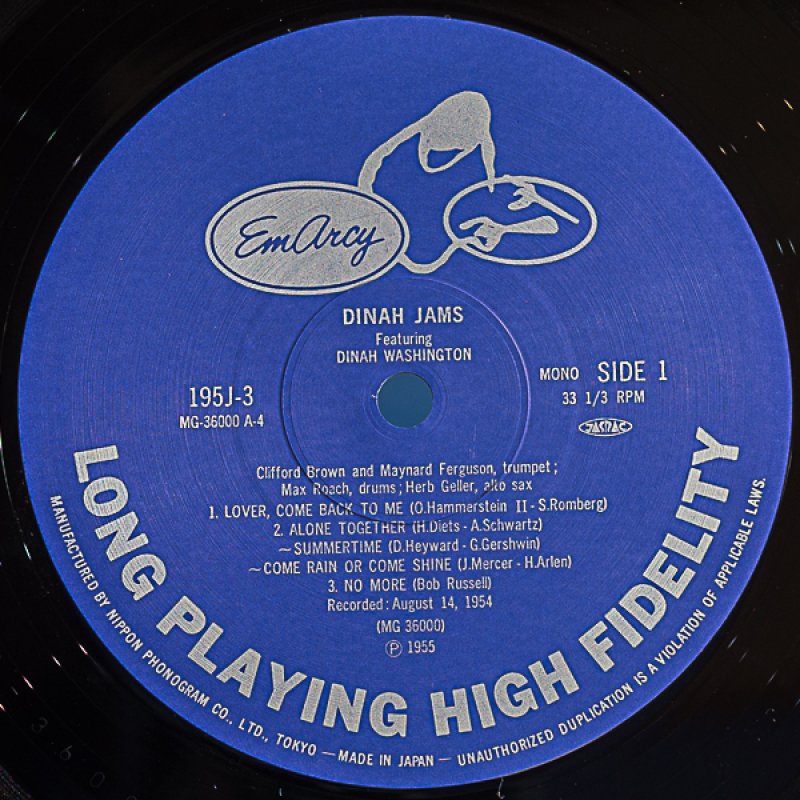 EmArcy
DINAH JAMS
Featuring
DINAH WASHINGTON
195J-3
MG-36000 A-4
MONO SIDE 1
33 1/3 RPM
JASRAC
Clifford Brown and Maynard Ferguson, trumpet;
Max Roach, drums; Herb Geller, alto sax
1. LOVER, COME BACK TO ME (O.Hammerstein II - S.Romberg)
2. ALONE TOGETHER (H.Diets - A.Schwartz)
~SUMMERTIME (D.Heyward - G.Gershwin)
~COME RAIN OR COME SHINE (J.Mercer - H.Arlen)
3. NO MORE (Bob Russell)
Recorded: August 14, 1954
(MG 36000)
Ⓟ 1955
LONG PLAYING HIGH FIDELITY
MANUFACTURED BY NIPPON PHONOGRAM CO., LTD., TOKYO — MADE IN JAPAN — UNAUTHORIZED DUPLICATION IS A VIOLATION OF APPLICABLE LAWS.